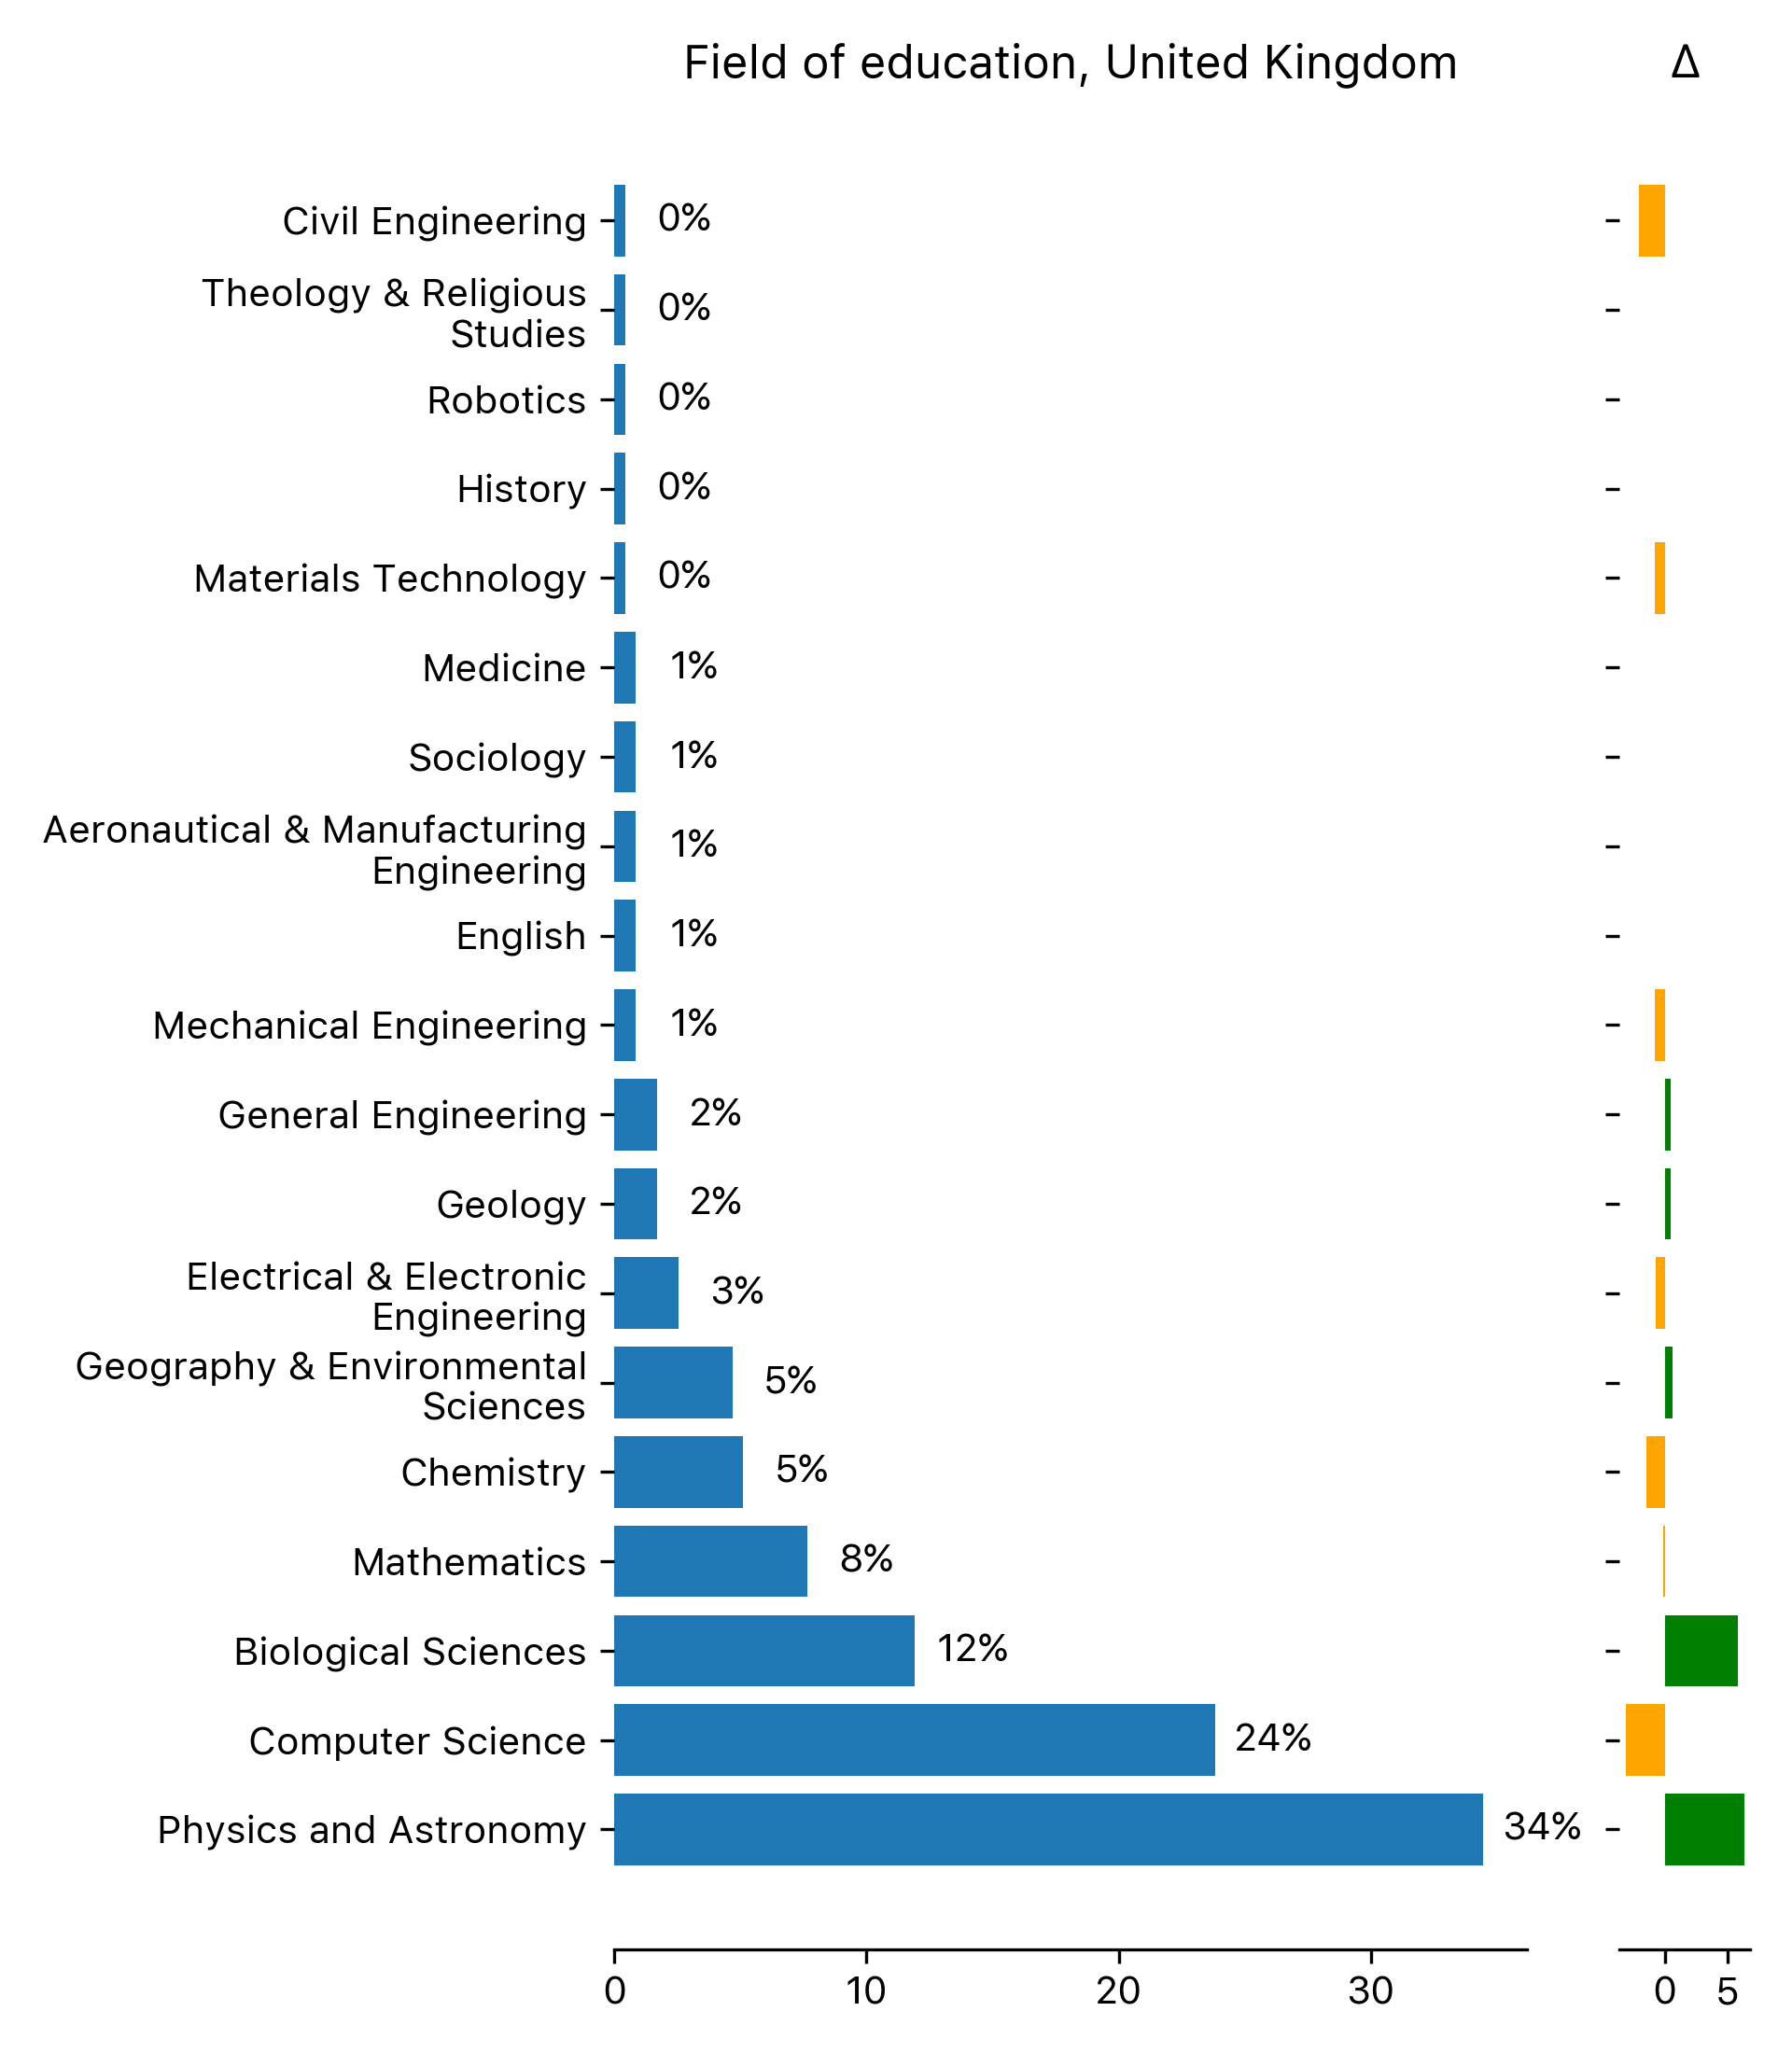 Field of education, United Kingdom
Δ
Civil Engineering
0%
Theology & Religious
Studies
0%
Robotics
0%
History
0%
Materials Technology
0%
Medicine
1%
Sociology
1%
Aeronautical & Manufacturing
Engineering
1%
English
1%
Mechanical Engineering
1%
General Engineering
2%
Geology
2%
Electrical & Electronic
Engineering
3%
Geography & Environmental
Sciences
5%
Chemistry
5%
Mathematics
8%
Biological Sciences
12%
Computer Science
24%
Physics and Astronomy
34%
0 10 20 30
0 5